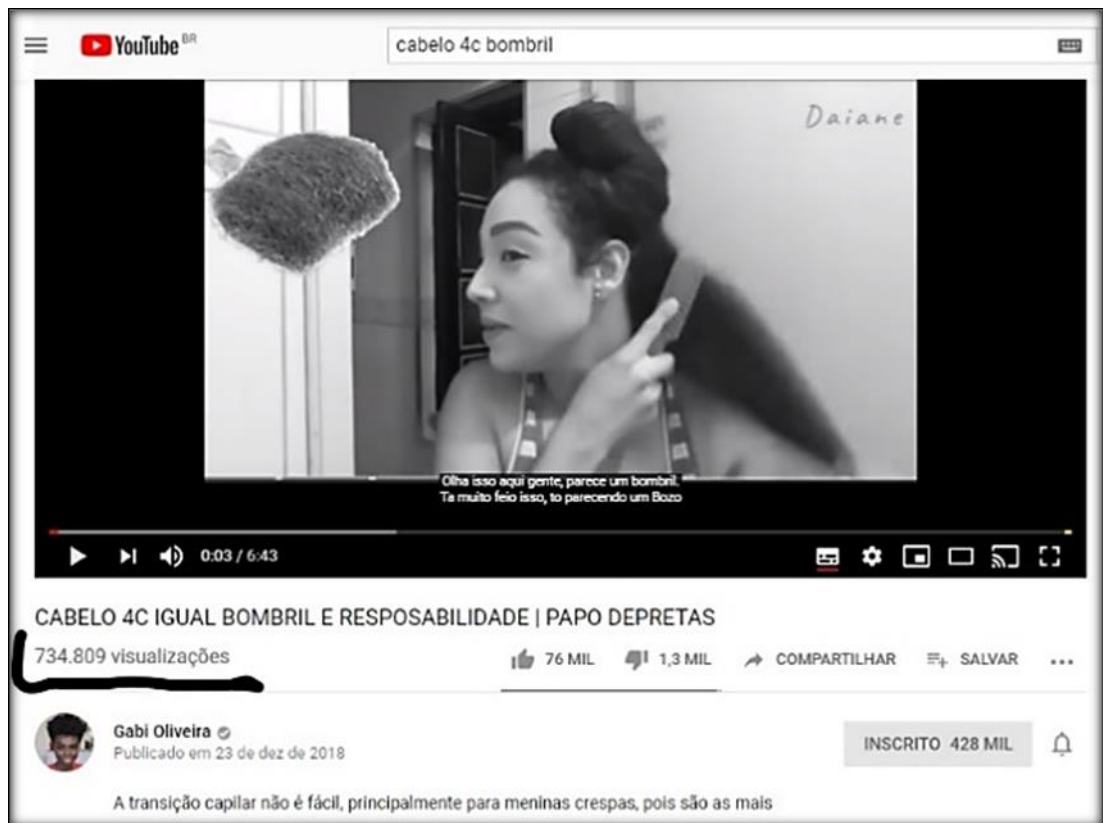 YouTube BR
cabelo 4c bombril
Daiane
Olha isso aqui gente, parece um bombril.
Ta muito feio isso, to parecendo um Bozo
0:03 / 6:43
CABELO 4C IGUAL BOMBRIL E RESPOSABILIDADE | PAPO DEPRETAS
734.809 visualizações
76 MIL
1,3 MIL
COMPARTILHAR
SALVAR
Gabi Oliveira
Publicado em 23 de dez de 2018
INSCRITO 428 MIL
A transição capilar não é fácil, principalmente para meninas crespas, pois são as mais